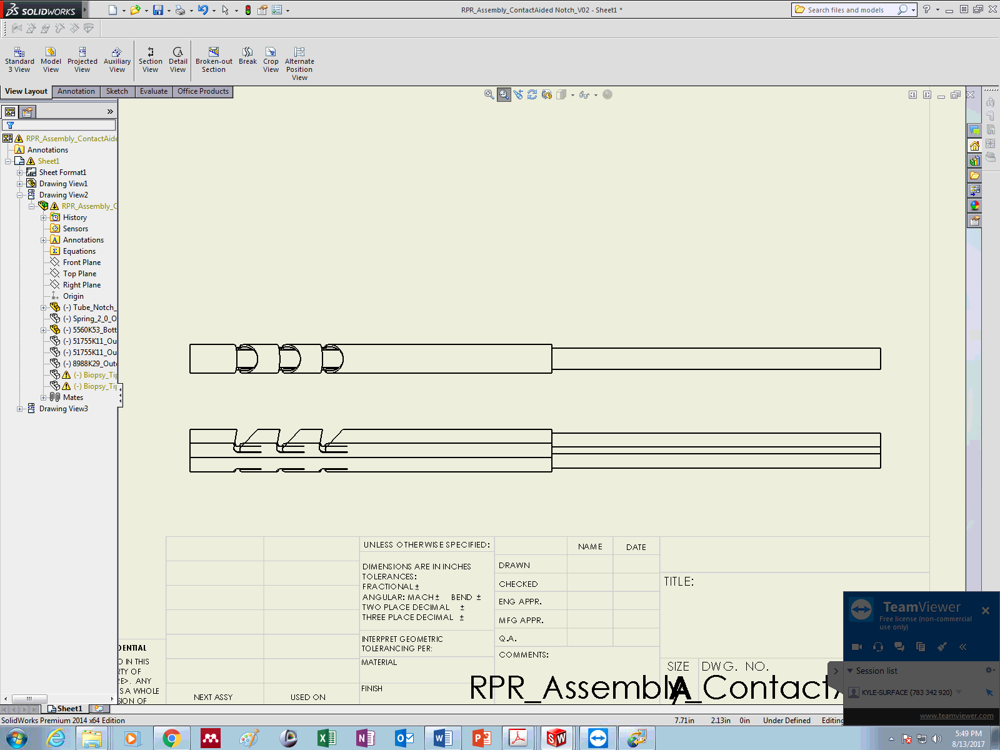 SOLIDWORKS
RPR_Assembly_ContactAided Notch_V02 - Sheet1 *
Search files and models
Standard 3 View
Model View
Projected View
Auxiliary View
Section View
Detail View
Broken-out Section
Break
Crop View
Alternate Position View
View Layout
Annotation
Sketch
Evaluate
Office Products
RPR_Assembly_ContactAide
Annotations
Sheet1
Sheet Format1
Drawing View1
Drawing View2
RPR_Assembly_C
History
Sensors
Annotations
Equations
Front Plane
Top Plane
Right Plane
Origin
(-) Tube_Notch_
(-) Spring_2_0_O
(-) 5560K53_Bott
(-) 51755K11_Ou
(-) 51755K11_Ou
(-) 8988K29_Oute
(-) Biopsy_Tip
(-) Biopsy_Tip
Mates
Drawing View3
UNLESS OTHERWISE SPECIFIED:
DIMENSIONS ARE IN INCHES
TOLERANCES:
FRACTIONAL ±
ANGULAR: MACH ± BEND ±
TWO PLACE DECIMAL ±
THREE PLACE DECIMAL ±
INTERPRET GEOMETRIC
TOLERANCING PER:
MATERIAL
FINISH
NEXT ASSY
USED ON
NAME
DATE
DRAWN
CHECKED
ENG APPR.
MFG APPR.
Q.A.
COMMENTS:
TITLE:
SIZE
DWG. NO.
A
RPR_Assembly_ContactA
DENTIAL
D IN THIS
RTY OF
RE>. ANY
S A WHOLE
SION OF
TeamViewer
Free license (non-commercial
use only)
Session list
KYLE-SURFACE (783 342 920)
www.teamviewer.com
Sheet1
SolidWorks Premium 2014 x64 Edition
7.71in 2.13in 0in Under Defined Editing
5:49 PM
8/13/2017